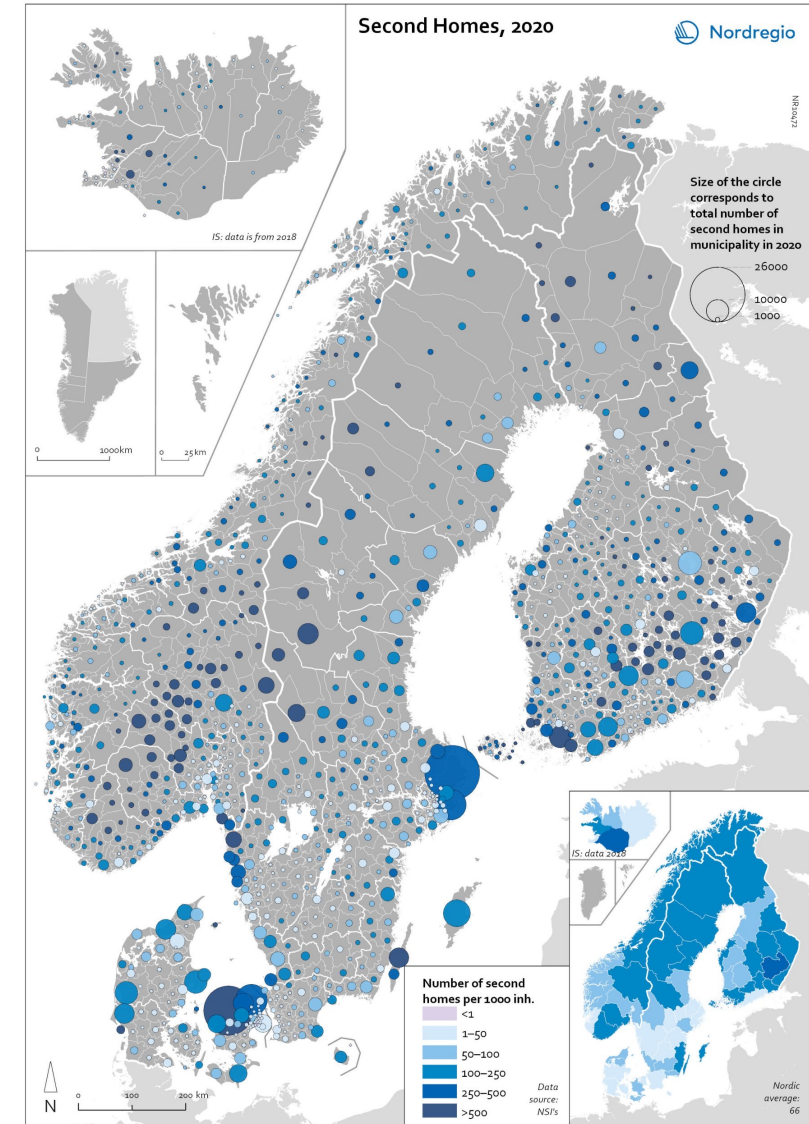 Second Homes, 2020
Nordregio
NR10472
Size of the circle
corresponds to
total number of
second homes in
municipality in 2020
26000
10000
1000
IS: data is from 2018
0 1000km
0 25km
IS: data 2018
Number of second
homes per 1000 inh.
<1
1–50
50–100
100–250
250–500
>500
Data
source:
NSI's
Nordic
average:
66
N
0 100 200 km